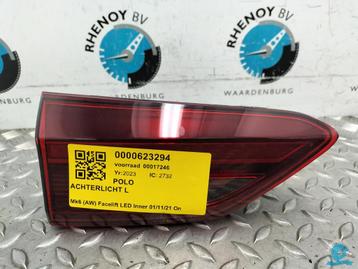 RHENOY BV
WAARDENBURG
RHENOY BV
WAARDENBURG
0000623294
voorraad 00017246
Yr:2023 IC: 2732
POLO
ACHTERLICHT L
Mk6 (AW) Facelift LED Inner 01/11/21 On